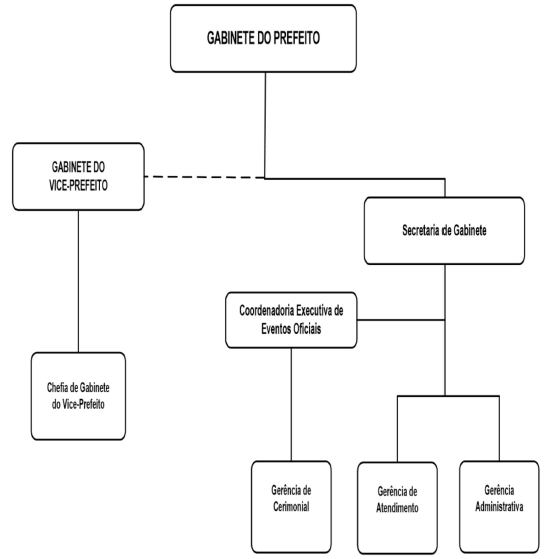 GABINETE DO PREFEITO
GABINETE DO
VICE-PREFEITO
Secretaria de Gabinete
Coordenadoria Executiva de
Eventos Oficiais
Chefia de Gabinete
do Vice-Prefeito
Gerência de
Cerimonial
Gerência de
Atendimento
Gerência
Administrativa